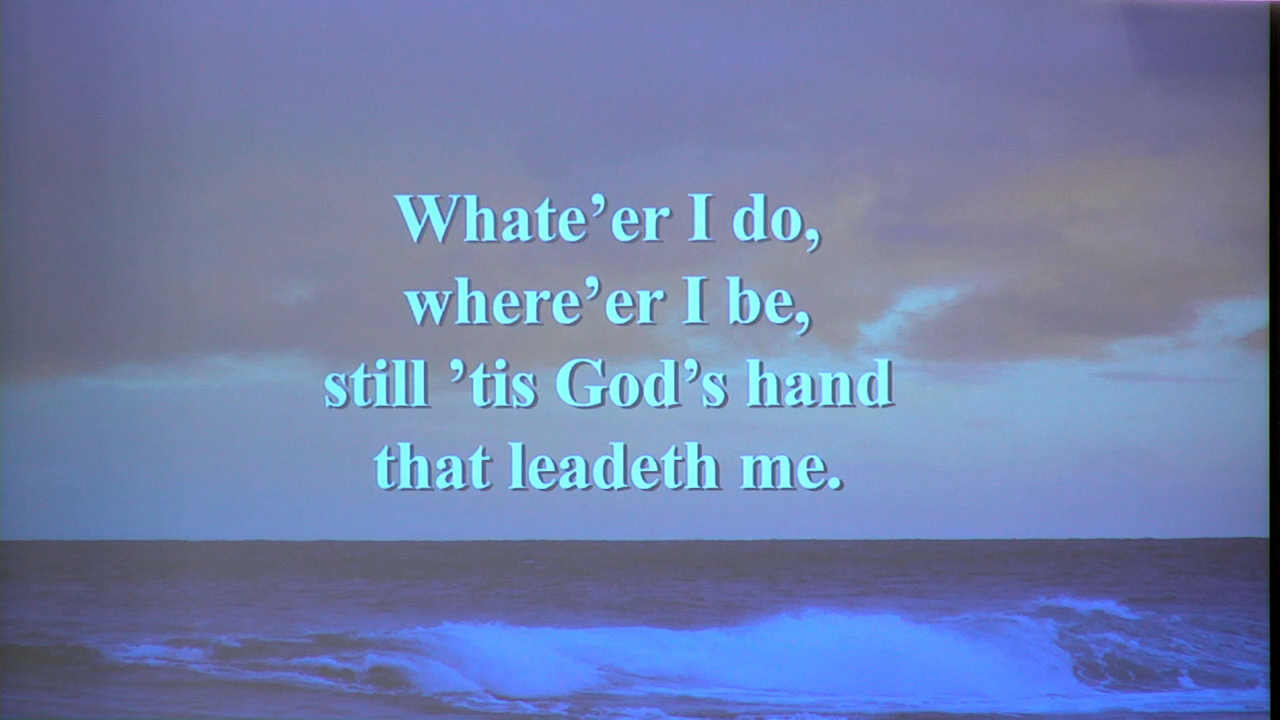 Whate’er I do,
where’er I be,
still ’tis God’s hand
that leadeth me.